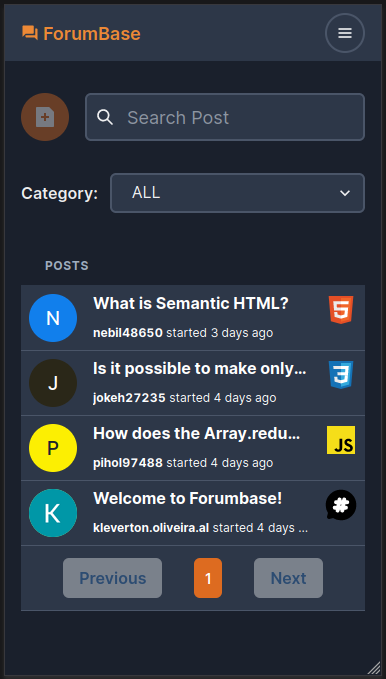 ForumBase
Search Post
Category: ALL
POSTS
N
What is Semantic HTML?
nebil48650 started 3 days ago
5
J
Is it possible to make only...
jokeh27235 started 4 days ago
3
P
How does the Array.redu...
pihol97488 started 4 days ago
JS
K
Welcome to Forumbase!
kleverton.oliveira.al started 4 days ...
#
Previous 1 Next